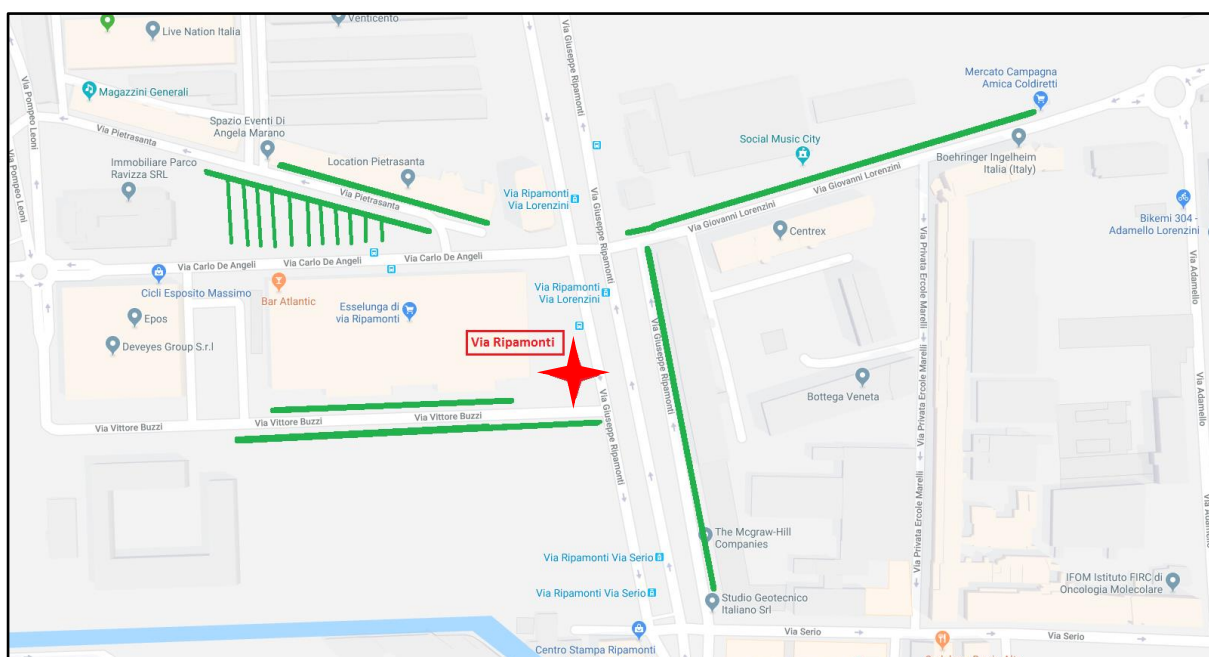 Venticento
Live Nation Italia
Via Pompeo Leoni
Via Giuseppe Ripamonti
Magazzini Generali
Mercato Campagna
Amica Coldiretti
Spazio Eventi Di
Angela Marano
Via Pietrasanta
Social Music City
Immobiliare Parco
Ravizza SRL
Location Pietrasanta
Boehringer Ingelheim
Italia (Italy)
Via Pompeo Leoni
Via Pietrasanta
Via Ripamonti
Via Lorenzini
Via Giuseppe Ripamonti
Via Giovanni Lorenzini
Via Giovanni Lorenzini
Bikemi 304 -
Adamello Lorenzini
Centrex
Via Carlo De Angeli
Via Carlo De Angeli
Via Carlo De Angeli
Via Privata Ercole Marelli
Via Adamello
Cicli Esposito Massimo
Bar Atlantic
Via Ripamonti
Via Lorenzini
Epos
Esselunga di
via Ripamonti
Deveyes Group S.r.l
Via Ripamonti
Via Giuseppe Ripamonti
Via Privata Ercole Marelli
Bottega Veneta
Via Adamello
Via Vittore Buzzi
Via Vittore Buzzi
Via Vittore Buzzi
Via Giuseppe Ripamonti
The Mcgraw-Hill
Companies
Via Privata Ercole Marelli
Via Ripamonti Via Serio
Via Ripamonti Via Serio
Studio Geotecnico
Italiano Srl
IFOM Istituto FIRC di
Oncologia Molecolare
Via Serio
Via Serio
Centro Stampa Ripamonti